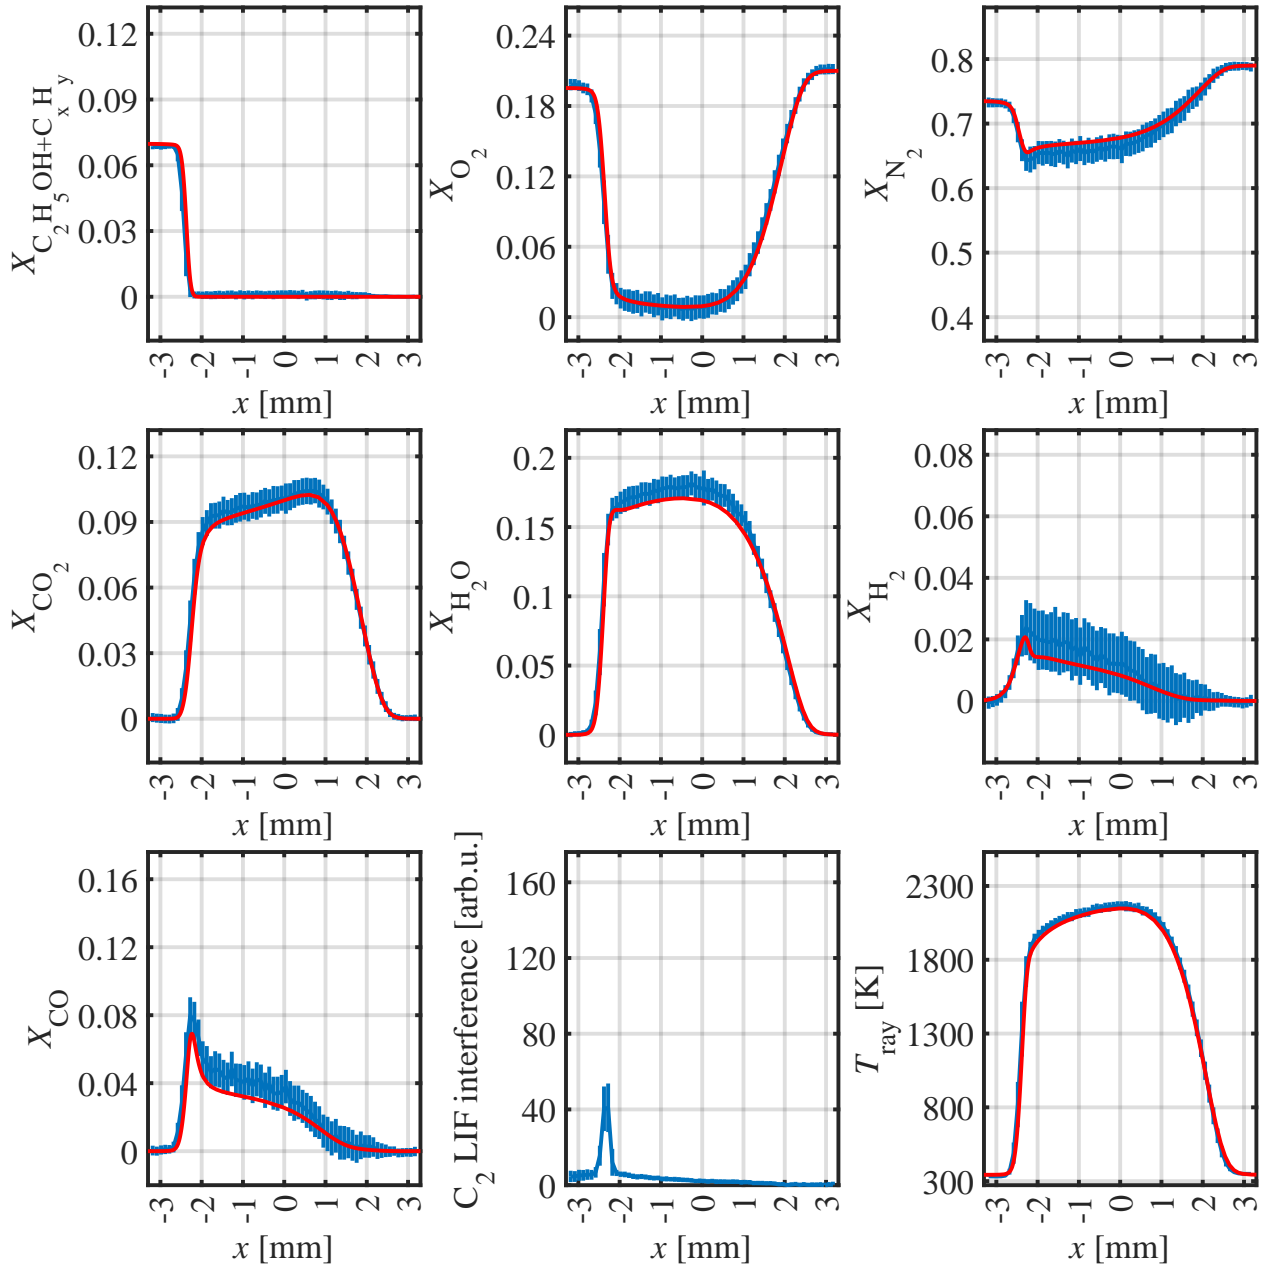 X C2H5OH+CxHy
0.12
0.09
0.06
0.03
0
-3 -2 -1 0 1 2 3
x [mm]
X O2
0.24
0.18
0.12
0.06
0
-3 -2 -1 0 1 2 3
x [mm]
X N2
0.8
0.7
0.6
0.5
0.4
-3 -2 -1 0 1 2 3
x [mm]
X CO2
0.12
0.09
0.06
0.03
0
-3 -2 -1 0 1 2 3
x [mm]
X H2O
0.2
0.15
0.1
0.05
0
-3 -2 -1 0 1 2 3
x [mm]
X H2
0.08
0.06
0.04
0.02
0
-3 -2 -1 0 1 2 3
x [mm]
X CO
0.16
0.12
0.08
0.04
0
-3 -2 -1 0 1 2 3
x [mm]
C2 LIF interference [arb.u.]
160
120
80
40
0
-3 -2 -1 0 1 2 3
x [mm]
T ray [K]
2300
1800
1300
800
300
-3 -2 -1 0 1 2 3
x [mm]